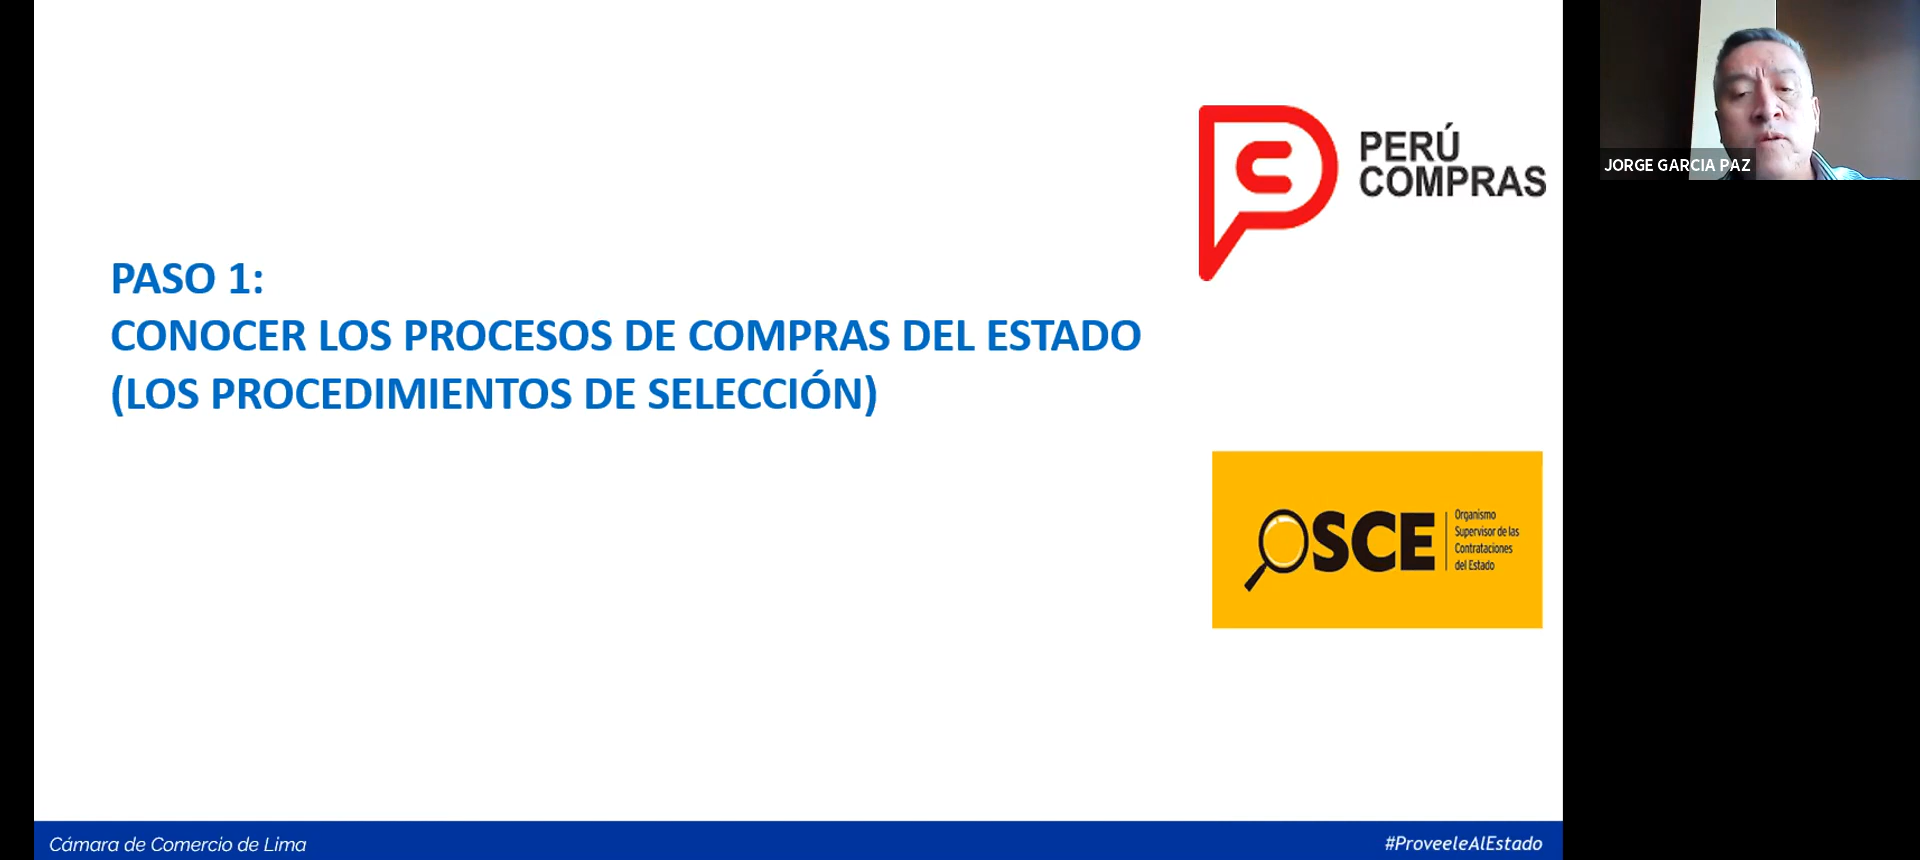 PERÚ
COMPRAS
JORGE GARCIA PAZ
PASO 1:
CONOCER LOS PROCESOS DE COMPRAS DEL ESTADO
(LOS PROCEDIMIENTOS DE SELECCIÓN)
OSCE
Organismo
Supervisor de las
Contrataciones
del Estado
Cámara de Comercio de Lima
#ProveeleAlEstado